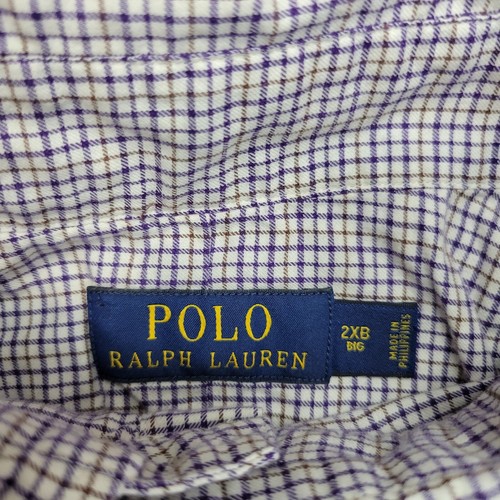 POLO
RALPH LAUREN
2XB
BIG
MADE IN
PHILIPPINES